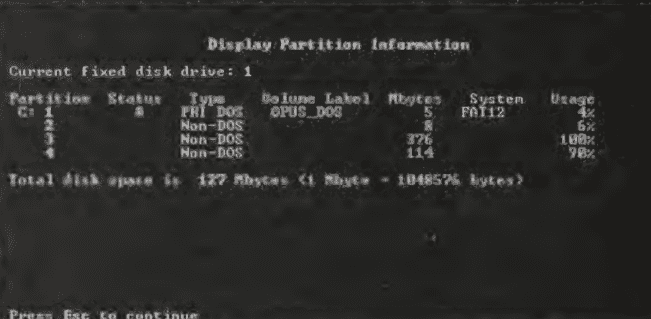 Display Partition Information
Current fixed disk drive: 1
Partition Status Type Volume Label Mbytes System Usage
C: 1 A PRI DOS OPUS_DOS 5 FAT12 4%
2 Non-DOS 8 6%
3 Non-DOS 376 100%
4 Non-DOS 114 90%
Total disk space is 127 Mbytes (1 Mbyte = 1048576 bytes)
Press Esc to continue